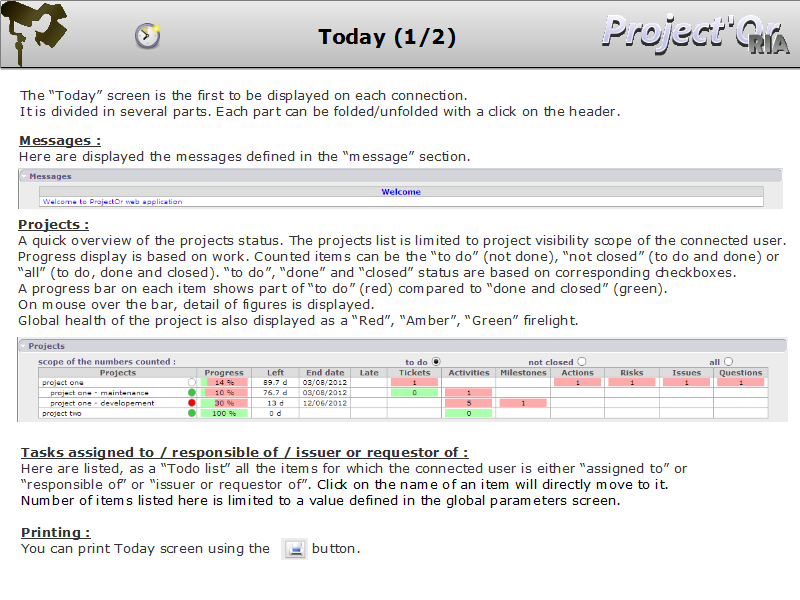 Today (1/2)
Project'Or
RIA
The “Today” screen is the first to be displayed on each connection.
It is divided in several parts. Each part can be folded/unfolded with a click on the header.
Messages :
Here are displayed the messages defined in the “message” section.
Messages
Welcome
Welcome to ProjectOr web application
Projects :
A quick overview of the projects status. The projects list is limited to project visibility scope of the connected user.
Progress display is based on work. Counted items can be the “to do” (not done), “not closed” (to do and done) or
“all” (to do, done and closed). “to do”, “done” and “closed” status are based on corresponding checkboxes.
A progress bar on each item shows part of “to do” (red) compared to “done and closed” (green).
On mouse over the bar, detail of figures is displayed.
Global health of the project is also displayed as a “Red”, “Amber”, “Green” firelight.
Projects
scope of the numbers counted : to do not closed all
Projects Progress Left End date Late Tickets Activities Milestones Actions Risks Issues Questions
project one 14 % 89.7 d 03/08/2012 1 1 1 1 1
project one - maintenance 10 % 76.7 d 03/08/2012 0 1
project one - developement 30 % 13 d 12/06/2012 5 1
project two 100 % 0 d 0
Tasks assigned to / responsible of / issuer or requestor of :
Here are listed, as a “Todo list” all the items for which the connected user is either “assigned to” or
“responsible of” or “issuer or requestor of”. Click on the name of an item will directly move to it.
Number of items listed here is limited to a value defined in the global parameters screen.
Printing :
You can print Today screen using the button.